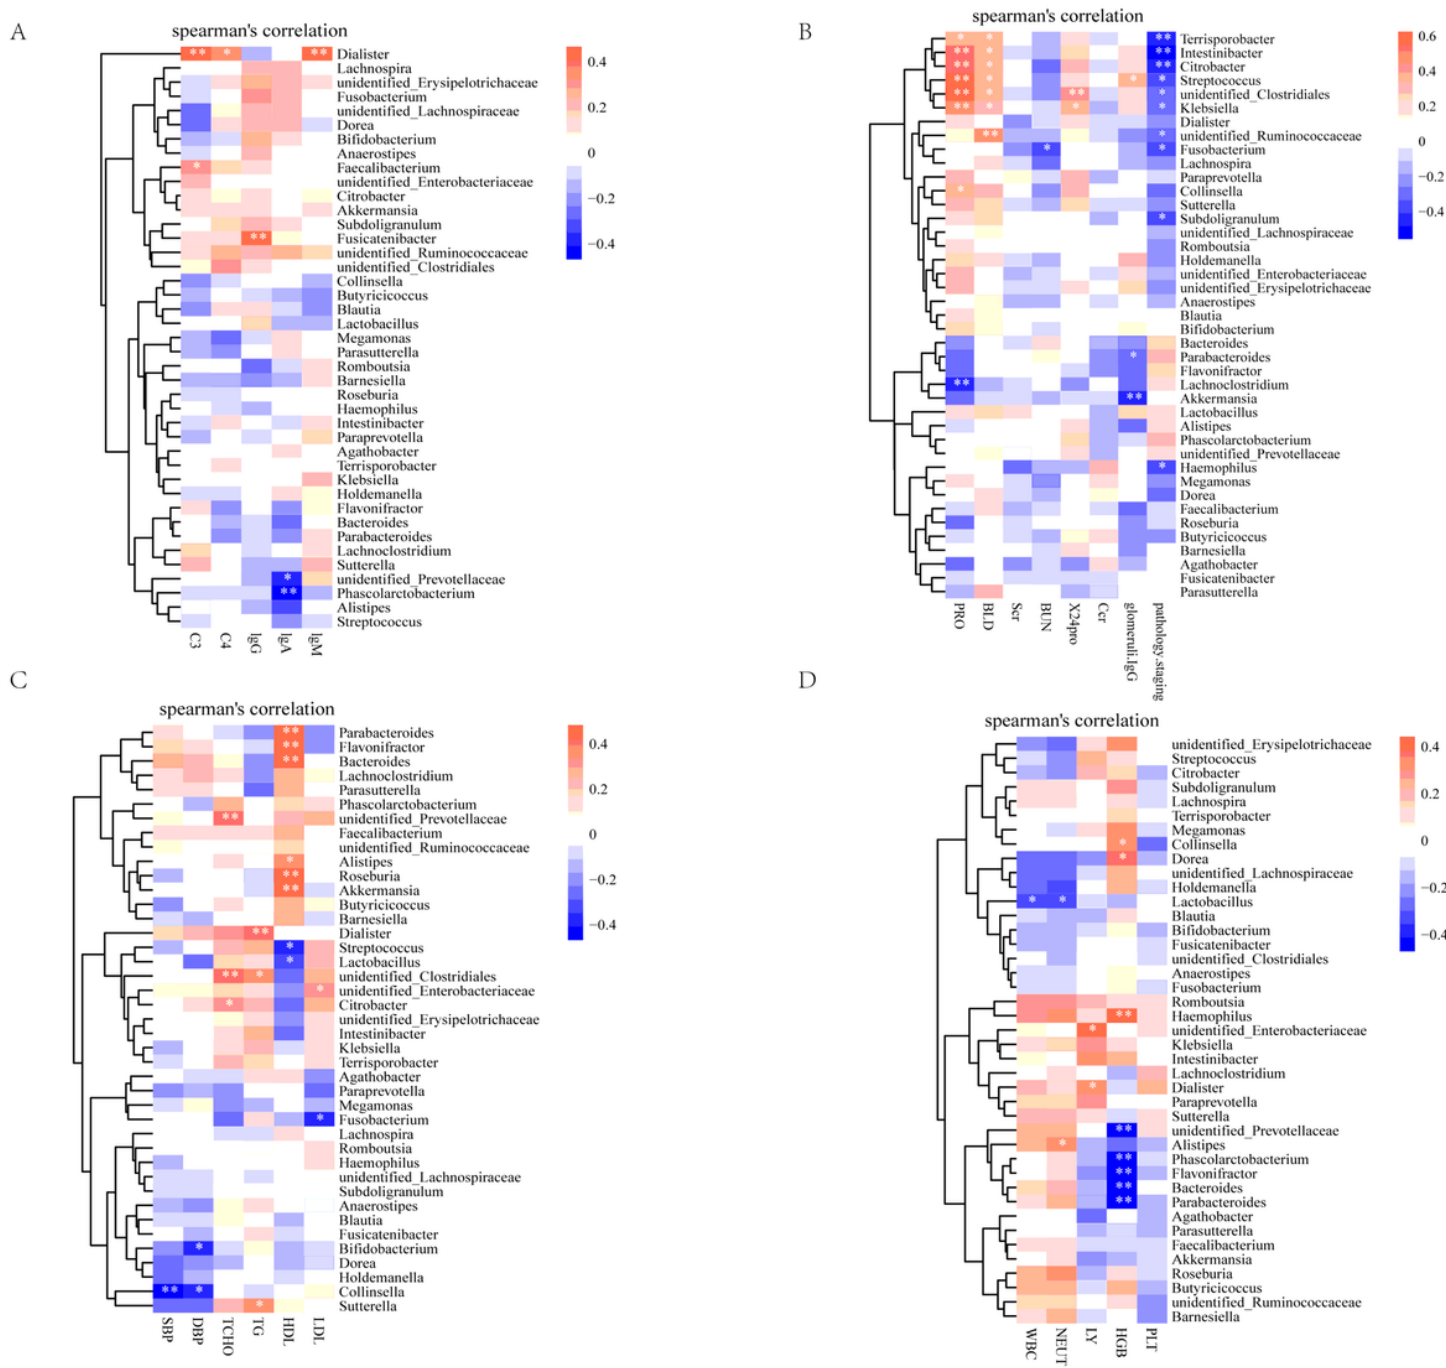 A
spearman's correlation
Dialister
Lachnospira
unidentified_Erysipelotrichaceae
Fusobacterium
unidentified_Lachnospiraceae
Dorea
Bifidobacterium
Anaerostipes
Faecalibacterium
unidentified_Enterobacteriaceae
Citrobacter
Akkermansia
Subdoligranulum
Fusicatenibacter
unidentified_Ruminococcaceae
unidentified_Clostridiales
Collinsella
Butyricicoccus
Blautia
Lactobacillus
Megamonas
Parasutterella
Romboutsia
Barnesiella
Roseburia
Haemophilus
Intestinibacter
Paraprevotella
Agathobacter
Terrisporobacter
Klebsiella
Holdemanella
Flavonifractor
Bacteroides
Parabacteroides
Lachnoclostridium
Sutterella
unidentified_Prevotellaceae
Phascolarctobacterium
Alistipes
Streptococcus
C3 C4 IgG IgA IgM
0.4
0.2
0
−0.2
−0.4
B
spearman's correlation
Terrisporobacter
Intestinibacter
Citrobacter
Streptococcus
unidentified_Clostridiales
Klebsiella
Dialister
unidentified_Ruminococcaceae
Fusobacterium
Lachnospira
Paraprevotella
Collinsella
Sutterella
Subdoligranulum
unidentified_Lachnospiraceae
Romboutsia
Holdemanella
unidentified_Enterobacteriaceae
unidentified_Erysipelotrichaceae
Anaerostipes
Blautia
Bifidobacterium
Bacteroides
Parabacteroides
Flavonifractor
Lachnoclostridium
Akkermansia
Lactobacillus
Alistipes
Phascolarctobacterium
unidentified_Prevotellaceae
Haemophilus
Megamonas
Dorea
Faecalibacterium
Roseburia
Butyricicoccus
Barnesiella
Agathobacter
Fusicatenibacter
Parasutterella
PRO BLD Scr BUN X24pro Ccr glomeruli.IgG pathology.staging
0.6
0.4
0.2
0
−0.2
−0.4
C
spearman's correlation
Parabacteroides
Flavonifractor
Bacteroides
Lachnoclostridium
Parasutterella
Phascolarctobacterium
unidentified_Prevotellaceae
Faecalibacterium
unidentified_Ruminococcaceae
Alistipes
Roseburia
Akkermansia
Butyricicoccus
Barnesiella
Dialister
Streptococcus
Lactobacillus
unidentified_Clostridiales
unidentified_Enterobacteriaceae
Citrobacter
unidentified_Erysipelotrichaceae
Intestinibacter
Klebsiella
Terrisporobacter
Agathobacter
Paraprevotella
Megamonas
Fusobacterium
Lachnospira
Romboutsia
Haemophilus
unidentified_Lachnospiraceae
Subdoligranulum
Anaerostipes
Blautia
Fusicatenibacter
Bifidobacterium
Dorea
Holdemanella
Collinsella
Sutterella
SBP DBP TCHO TG HDL LDL
0.4
0.2
0
−0.2
−0.4
D
spearman's correlation
unidentified_Erysipelotrichaceae
Streptococcus
Citrobacter
Subdoligranulum
Lachnospira
Terrisporobacter
Megamonas
Collinsella
Dorea
unidentified_Lachnospiraceae
Holdemanella
Lactobacillus
Blautia
Bifidobacterium
Fusicatenibacter
unidentified_Clostridiales
Anaerostipes
Fusobacterium
Romboutsia
Haemophilus
unidentified_Enterobacteriaceae
Klebsiella
Intestinibacter
Lachnoclostridium
Dialister
Paraprevotella
Sutterella
unidentified_Prevotellaceae
Alistipes
Phascolarctobacterium
Flavonifractor
Bacteroides
Parabacteroides
Agathobacter
Parasutterella
Faecalibacterium
Akkermansia
Roseburia
Butyricicoccus
unidentified_Ruminococcaceae
Barnesiella
WBC NEUT LY HGB PLT
0.4
0.2
0
−0.2
−0.4